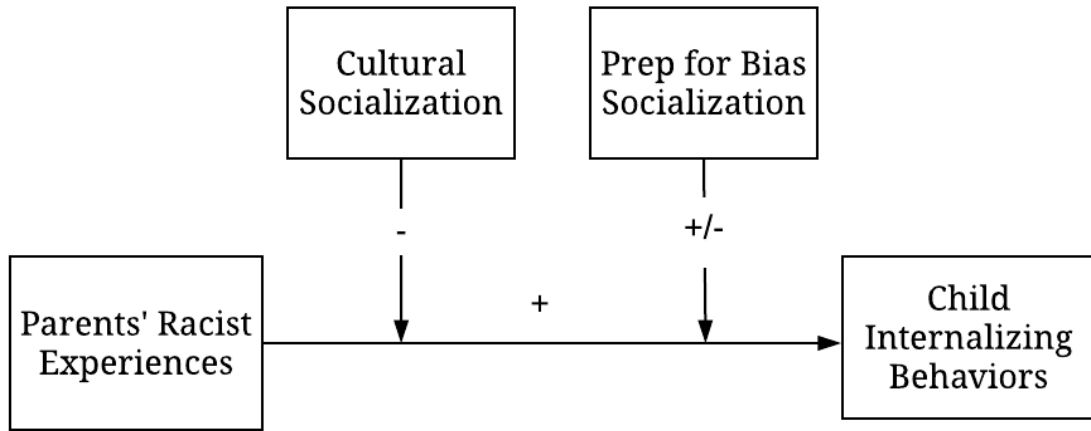 Cultural
Socialization
Prep for Bias
Socialization
-
+/-
+
Parents' Racist
Experiences
Child
Internalizing
Behaviors